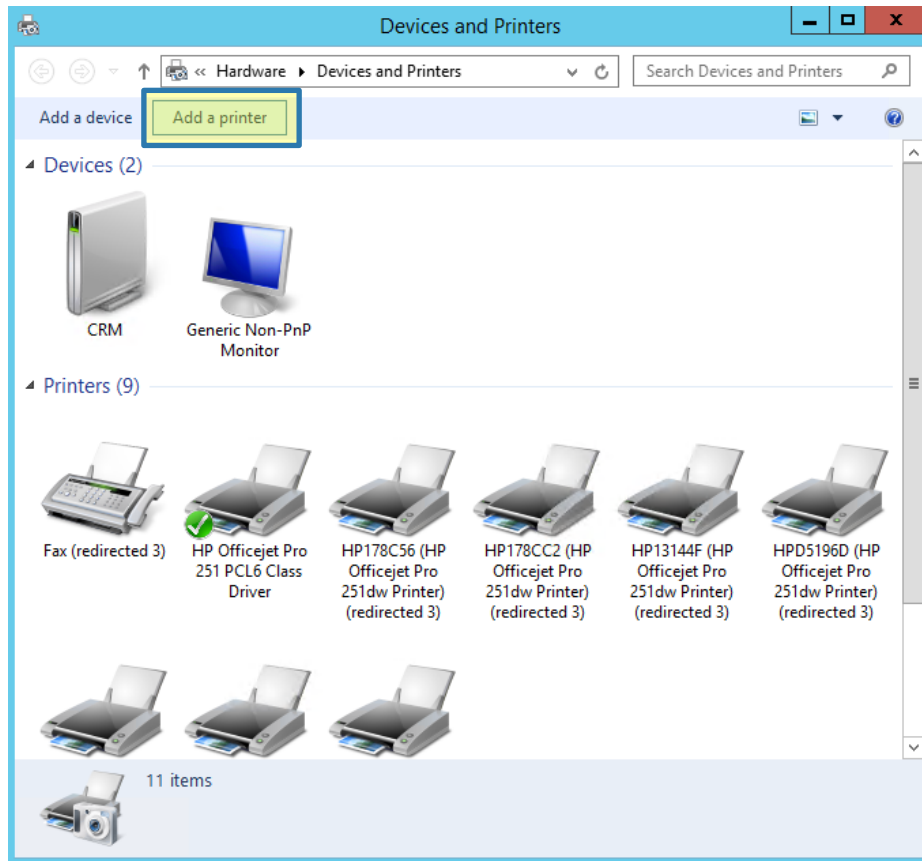 Devices and Printers
« Hardware ▸ Devices and Printers
Search Devices and Printers
Add a device
Add a printer
Devices (2)
CRM
Generic Non-PnP
Monitor
Printers (9)
Fax (redirected 3)
HP Officejet Pro
251 PCL6 Class
Driver
HP178C56 (HP
Officejet Pro
251dw Printer)
(redirected 3)
HP178CC2 (HP
Officejet Pro
251dw Printer)
(redirected 3)
HP13144F (HP
Officejet Pro
251dw Printer)
(redirected 3)
HPD5196D (HP
Officejet Pro
251dw Printer)
(redirected 3)
11 items